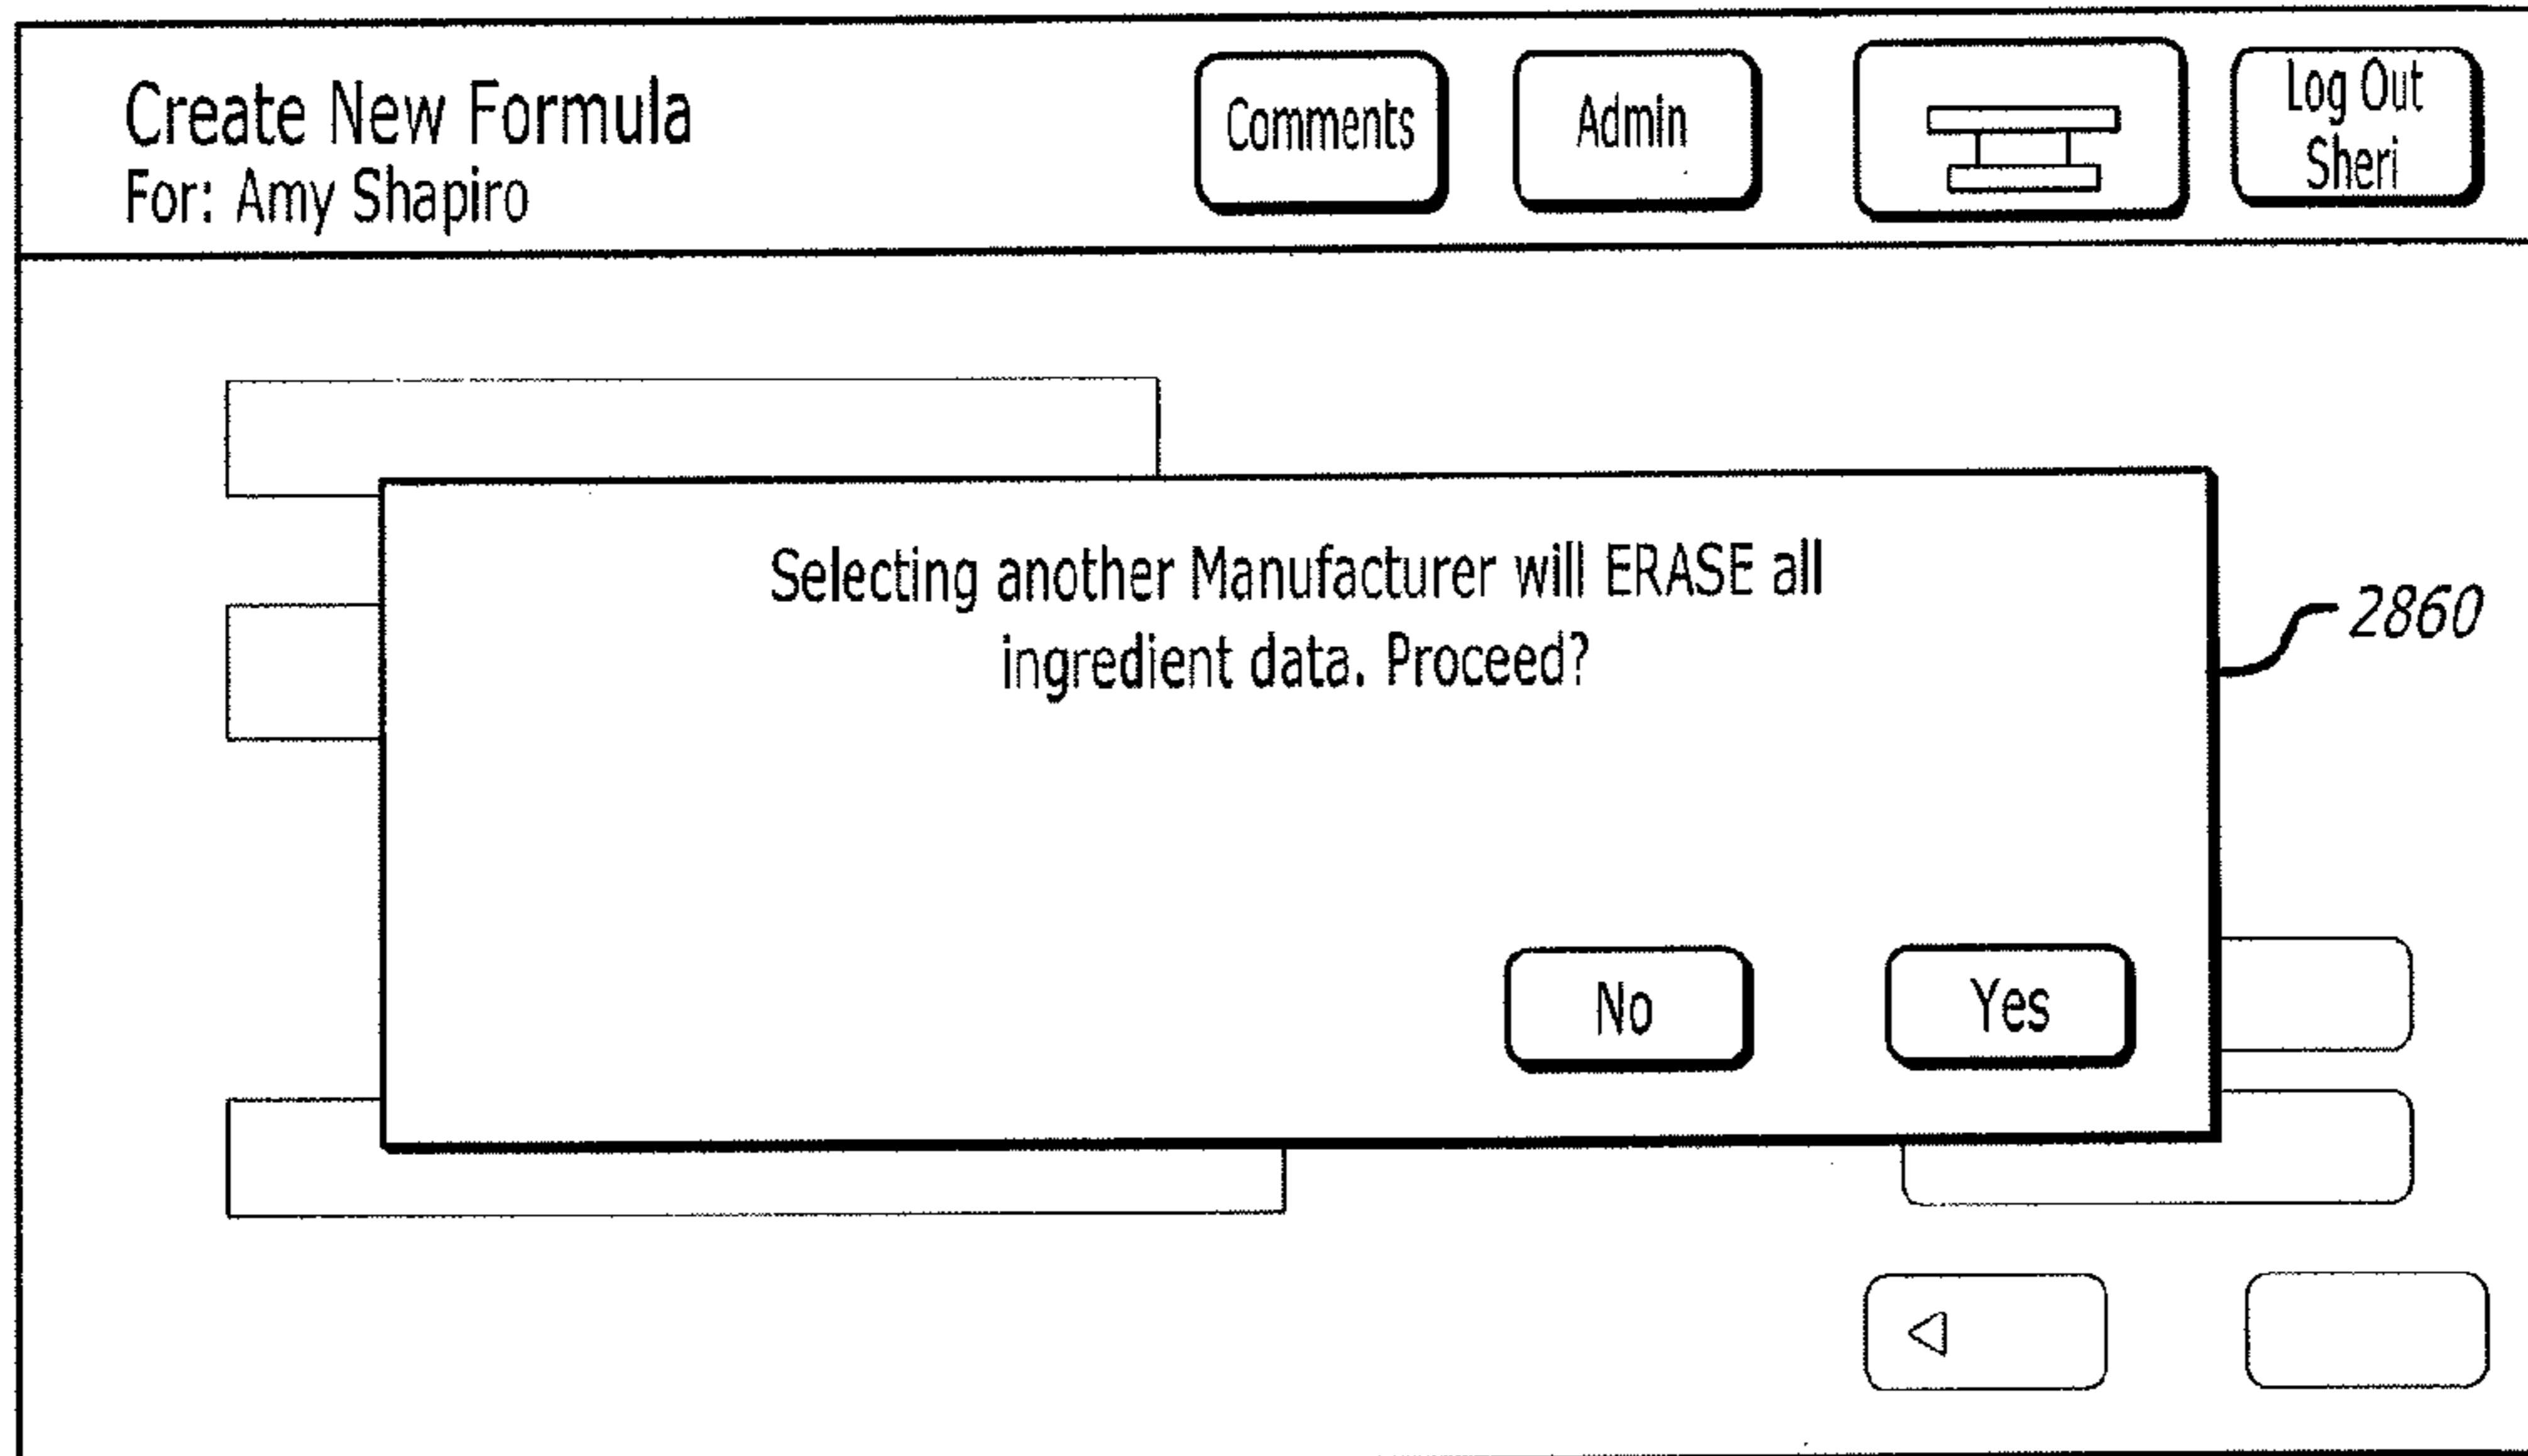 Create New Formula
For: Amy Shapiro
Comments
Admin
Log Out
Sheri
Selecting another Manufacturer will ERASE all
ingredient data. Proceed?
2860
No
Yes